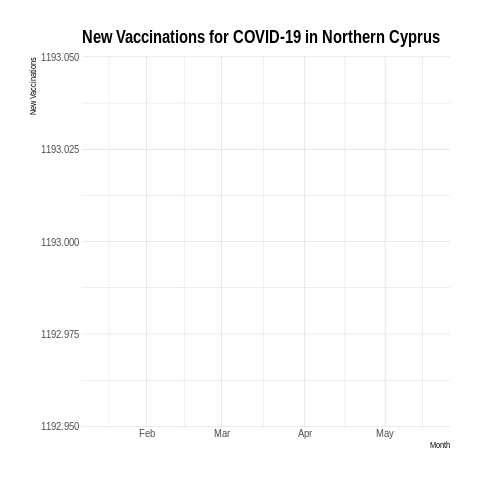 New Vaccinations for COVID-19 in Northern Cyprus
New Vaccinations
1193.050
1193.025
1193.000
1192.975
1192.950
Feb Mar Apr May
Month